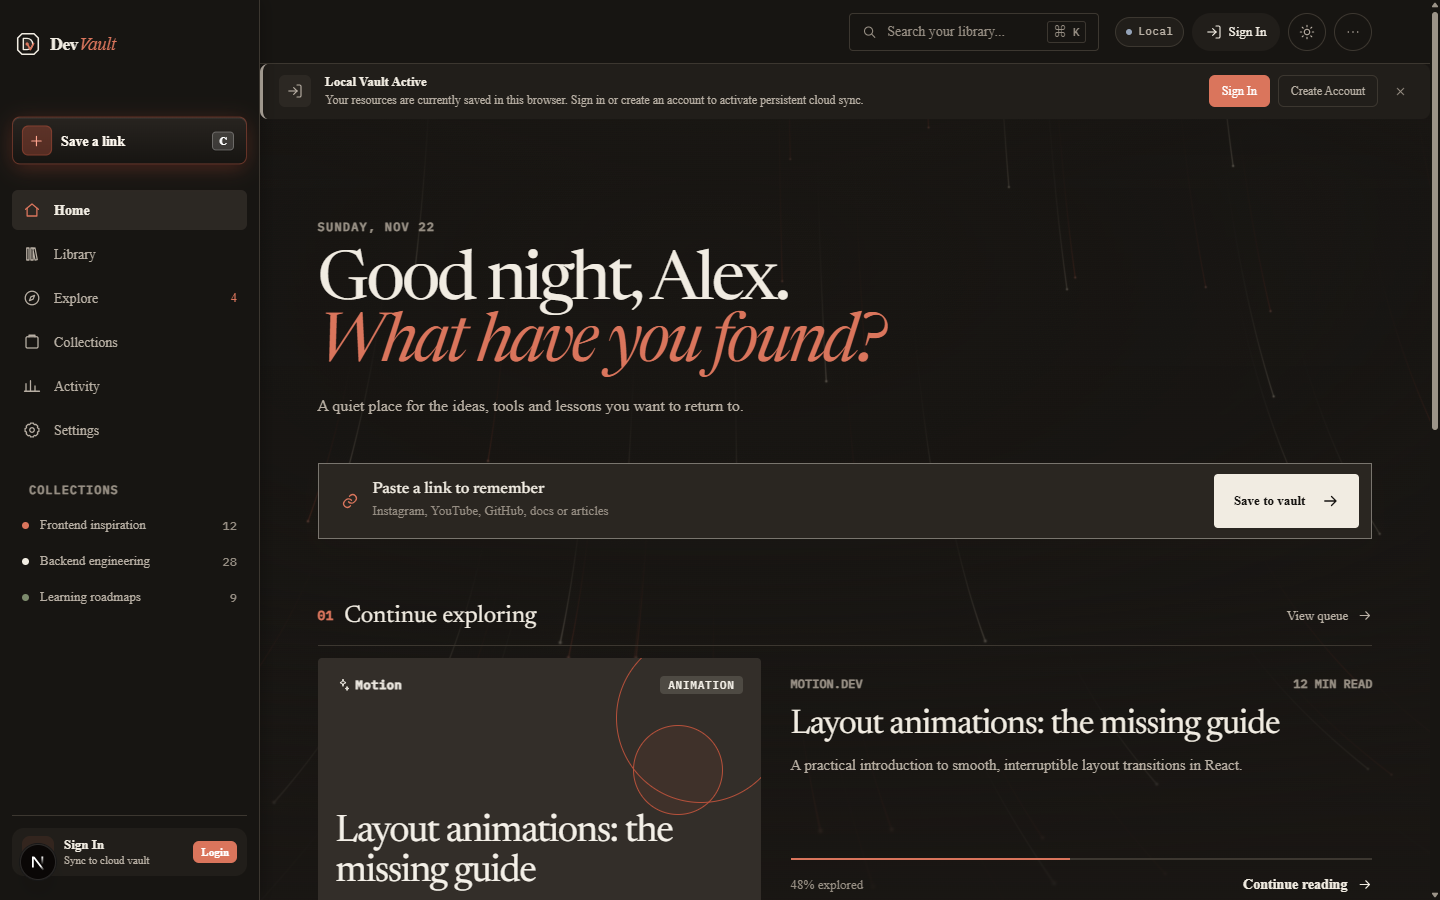 DevVault
Search your library...
⌘ K
Local
Sign In
...
Local Vault Active
Your resources are currently saved in this browser. Sign in or create an account to activate persistent cloud sync.
Sign In
Create Account
Save a link
C
Home
Library
Explore
4
Collections
Activity
Settings
COLLECTIONS
Frontend inspiration
12
Backend engineering
28
Learning roadmaps
9
N
Sign In
Sync to cloud vault
Login
SUNDAY, NOV 22
Good night, Alex.
What have you found?
A quiet place for the ideas, tools and lessons you want to return to.
Paste a link to remember
Instagram, YouTube, GitHub, docs or articles
Save to vault
01 Continue exploring
View queue
Motion
ANIMATION
Layout animations: the
missing guide
MOTION.DEV
12 MIN READ
Layout animations: the missing guide
A practical introduction to smooth, interruptible layout transitions in React.
48% explored
Continue reading